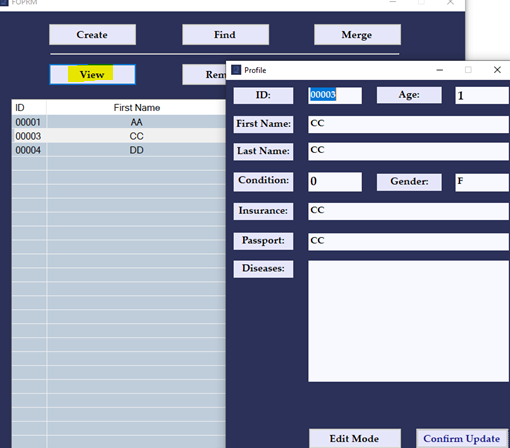 FUPRM
Create Find Merge
View Rem
ID First Name
00001 AA
00003 CC
00004 DD
Profile
ID: 00003 Age: 1
First Name: CC
Last Name: CC
Condition: 0 Gender: F
Insurance: CC
Passport: CC
Diseases:
Edit Mode Confirm Update